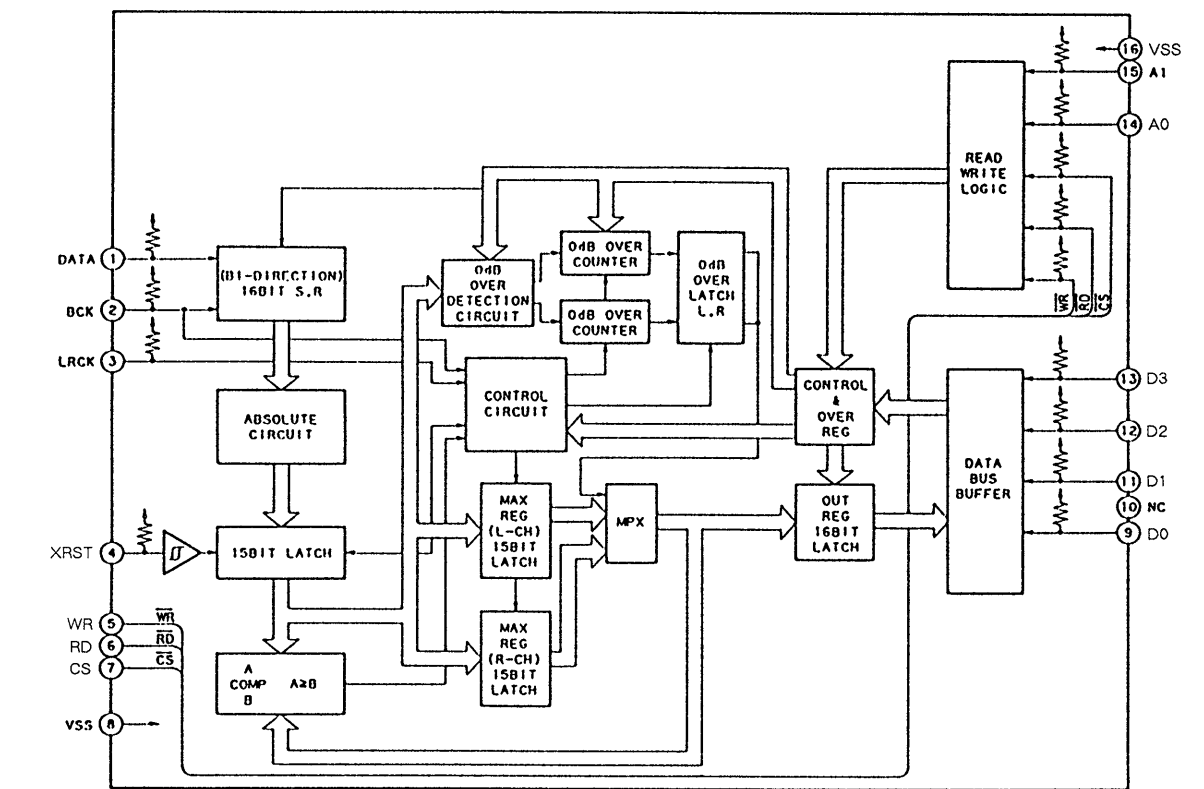 16 VSS
15 A1
14 A0
READ
WRITE
LOGIC
WR RD CS
DATA 1
BCK 2
LRCK 3
(BI-DIRECTION)
16BIT S.R
0dB
OVER
DETECTION
CIRCUIT
0dB OVER
COUNTER
0dB OVER
COUNTER
0dB
OVER
LATCH
L.R
ABSOLUTE
CIRCUIT
CONTROL
CIRCUIT
CONTROL
&
OVER
REG
13 D3
12 D2
11 D1
10 NC
9 D0
DATA
BUS
BUFFER
XRST 4
15BIT LATCH
MAX
REG
(L-CH)
15BIT
LATCH
MPX
OUT
REG
16BIT
LATCH
WR 5 WR
RD 6 RD
CS 7 CS
VSS 8
A
COMP A≥B
B
MAX
REG
(R-CH)
15BIT
LATCH